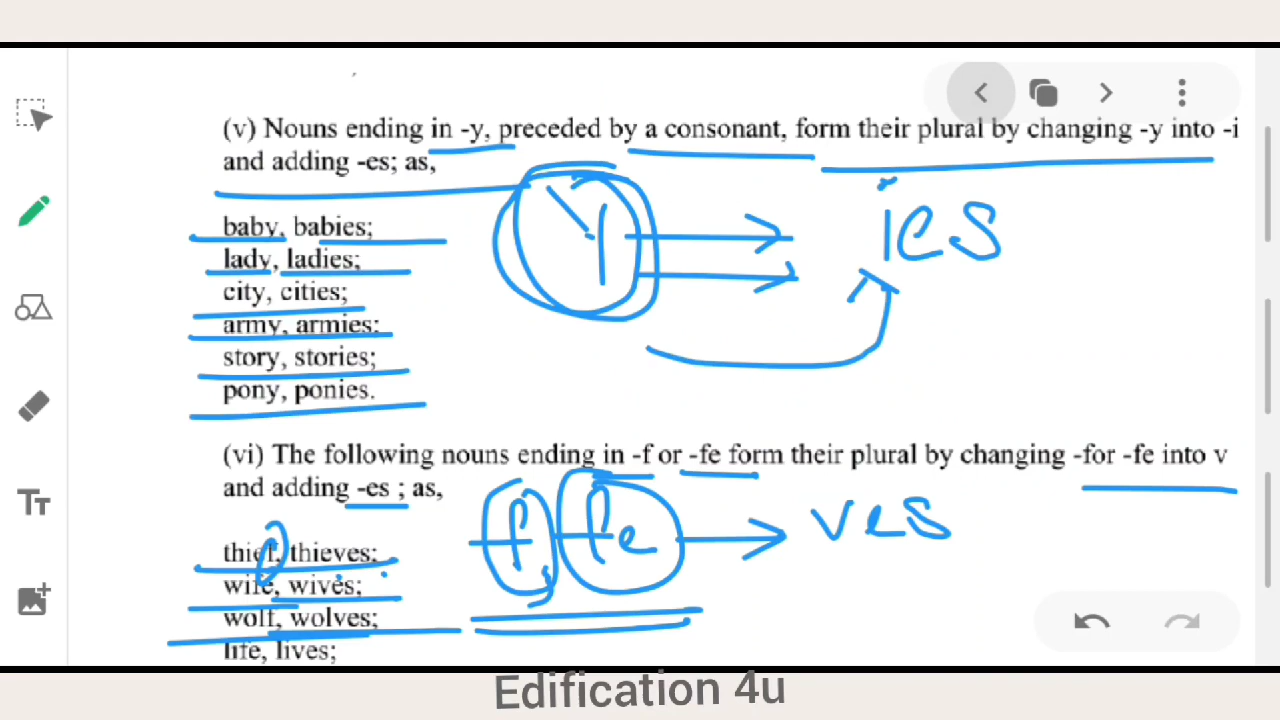 (v) Nouns ending in -y, preceded by a consonant, form their plural by changing -y into -i
and adding -es; as,
baby, babies;
lady, ladies;
city, cities;
army, armies;
story, stories;
pony, ponies.
Y
ies
(vi) The following nouns ending in -f or -fe form their plural by changing -for -fe into v
and adding -es ; as,
thief, thieves;
wife, wives;
wolf, wolves;
life, lives;
f, fe ves
TT
Edification 4u